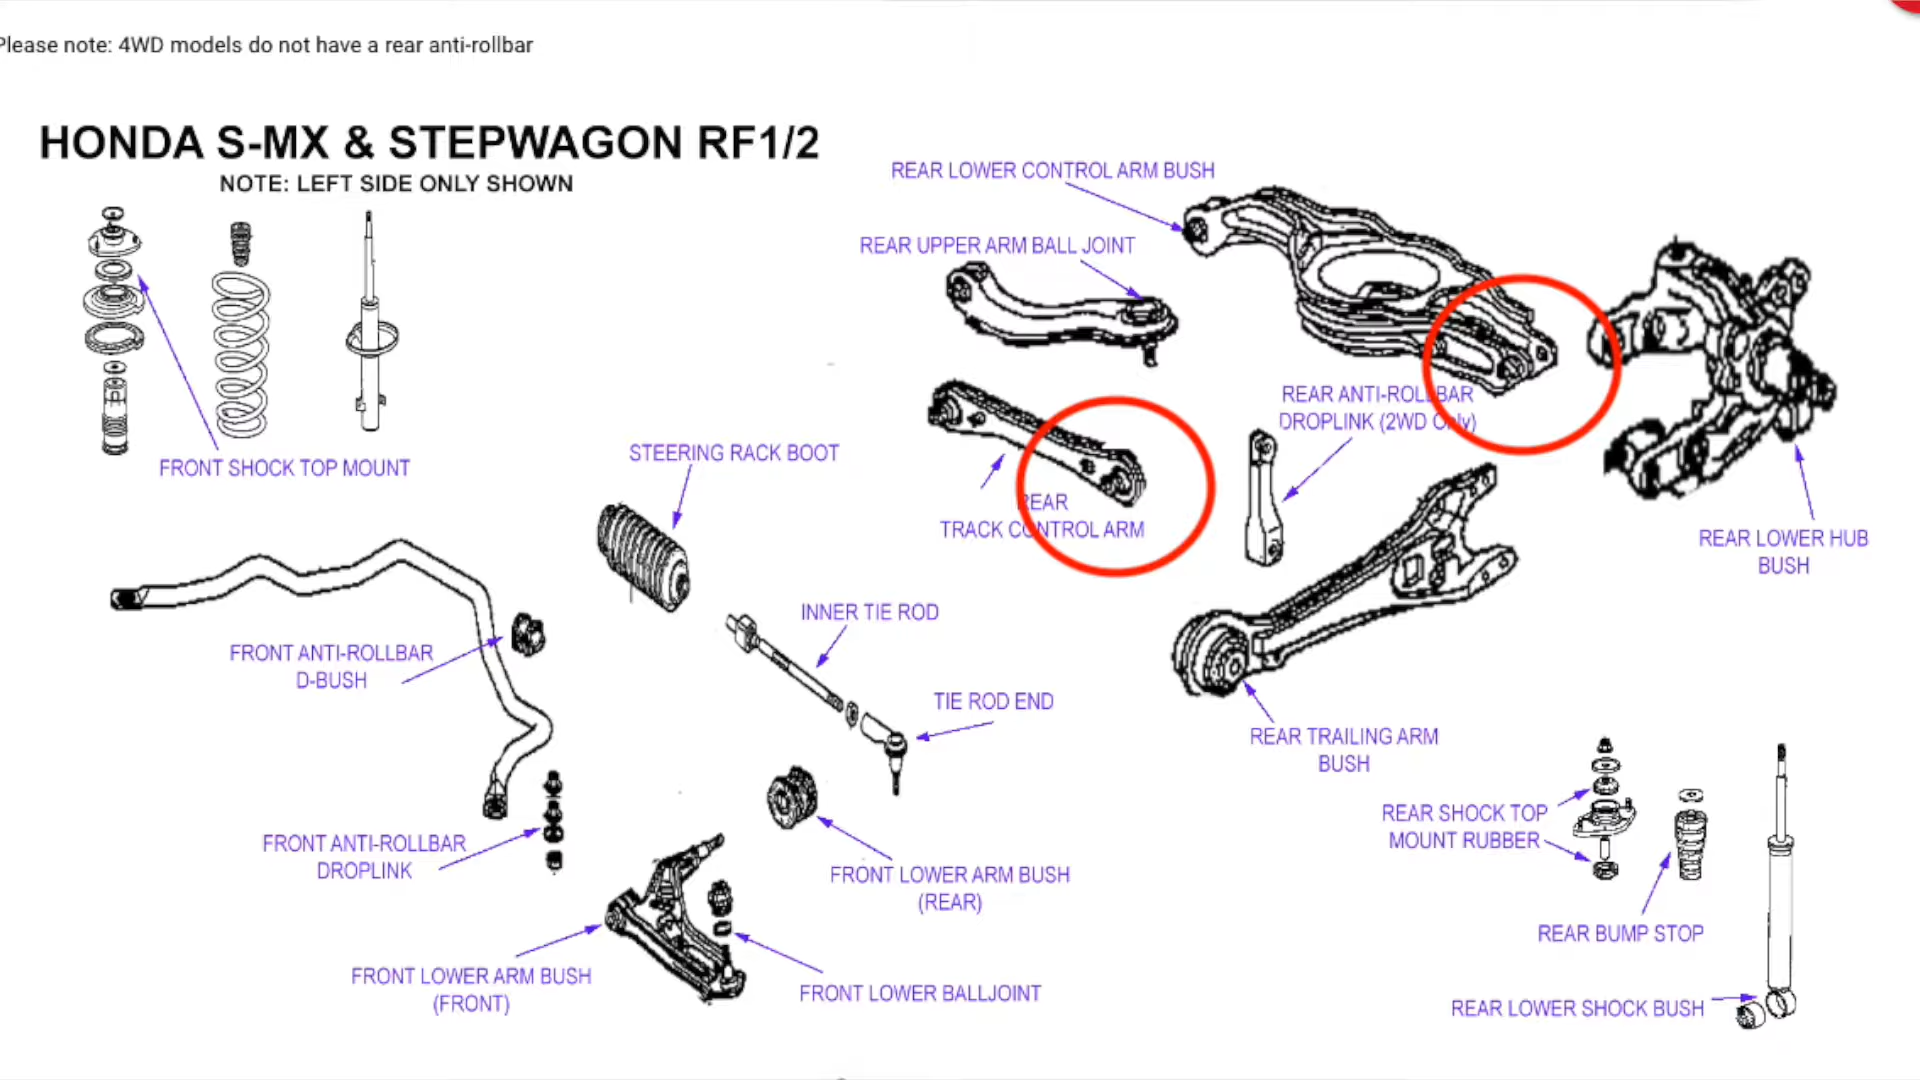 Please note: 4WD models do not have a rear anti-rollbar
HONDA S-MX & STEPWAGON RF1/2
NOTE: LEFT SIDE ONLY SHOWN
REAR LOWER CONTROL ARM BUSH
REAR UPPER ARM BALL JOINT
REAR ANTI-ROLLBAR
DROPLINK (2WD Only)
FRONT SHOCK TOP MOUNT
STEERING RACK BOOT
REAR
TRACK CONTROL ARM
REAR LOWER HUB
BUSH
INNER TIE ROD
FRONT ANTI-ROLLBAR
D-BUSH
TIE ROD END
REAR TRAILING ARM
BUSH
REAR SHOCK TOP
MOUNT RUBBER
FRONT ANTI-ROLLBAR
DROPLINK
FRONT LOWER ARM BUSH
(REAR)
REAR BUMP STOP
FRONT LOWER ARM BUSH
(FRONT)
FRONT LOWER BALLJOINT
REAR LOWER SHOCK BUSH